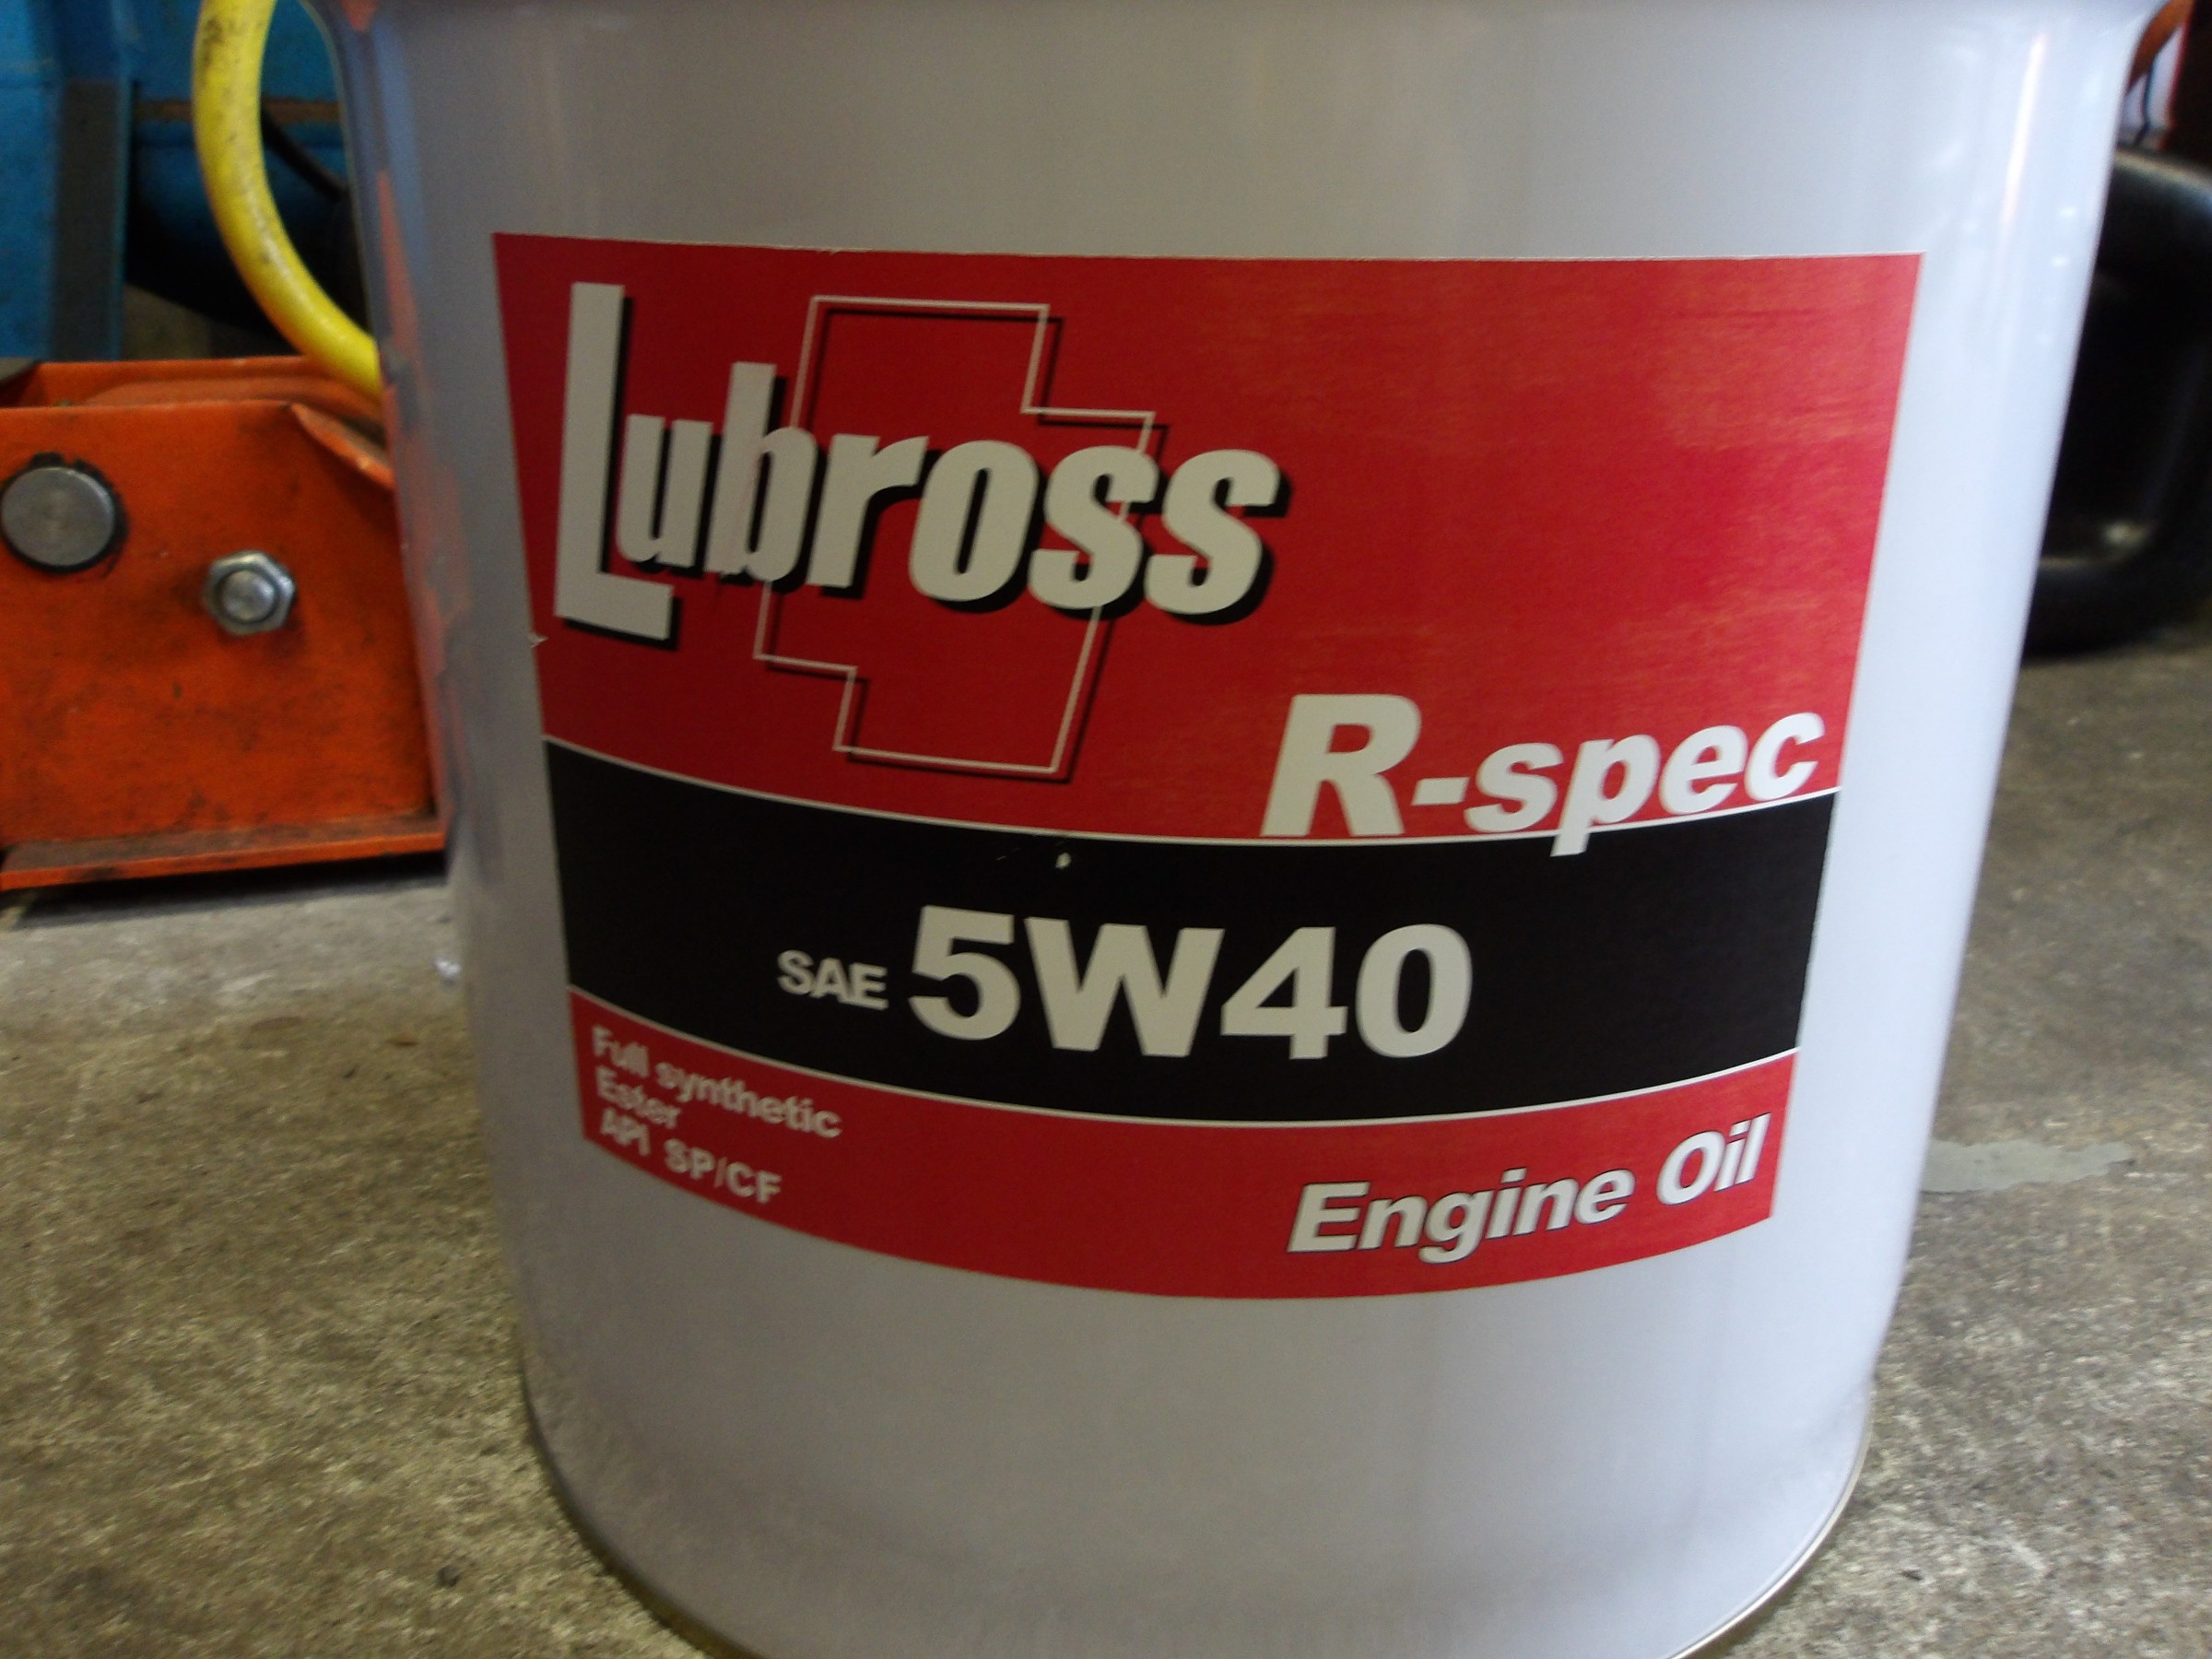 Lubross
R-spec
SAE 5W40
Full synthetic
Ester
API SP/CF
Engine Oil